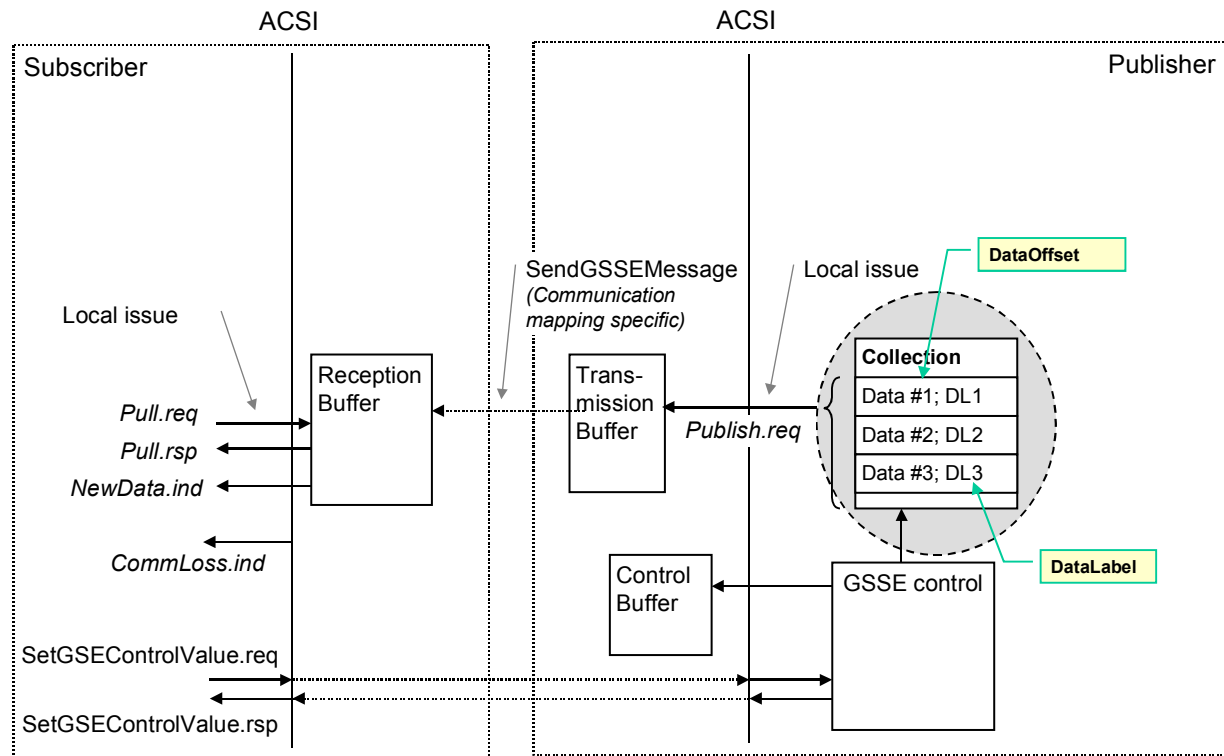 ACSI
ACSI
Subscriber
Publisher
DataOffset
SendGSSEMessage
(Communication
mapping specific)
Local issue
Local issue
Collection
Reception
Buffer
Trans-
mission
Buffer
Data #1; DL1
Pull.req
Publish.req
Data #2; DL2
Pull.rsp
Data #3; DL3
NewData.ind
CommLoss.ind
DataLabel
Control
Buffer
GSSE control
SetGSEControlValue.req
SetGSEControlValue.rsp